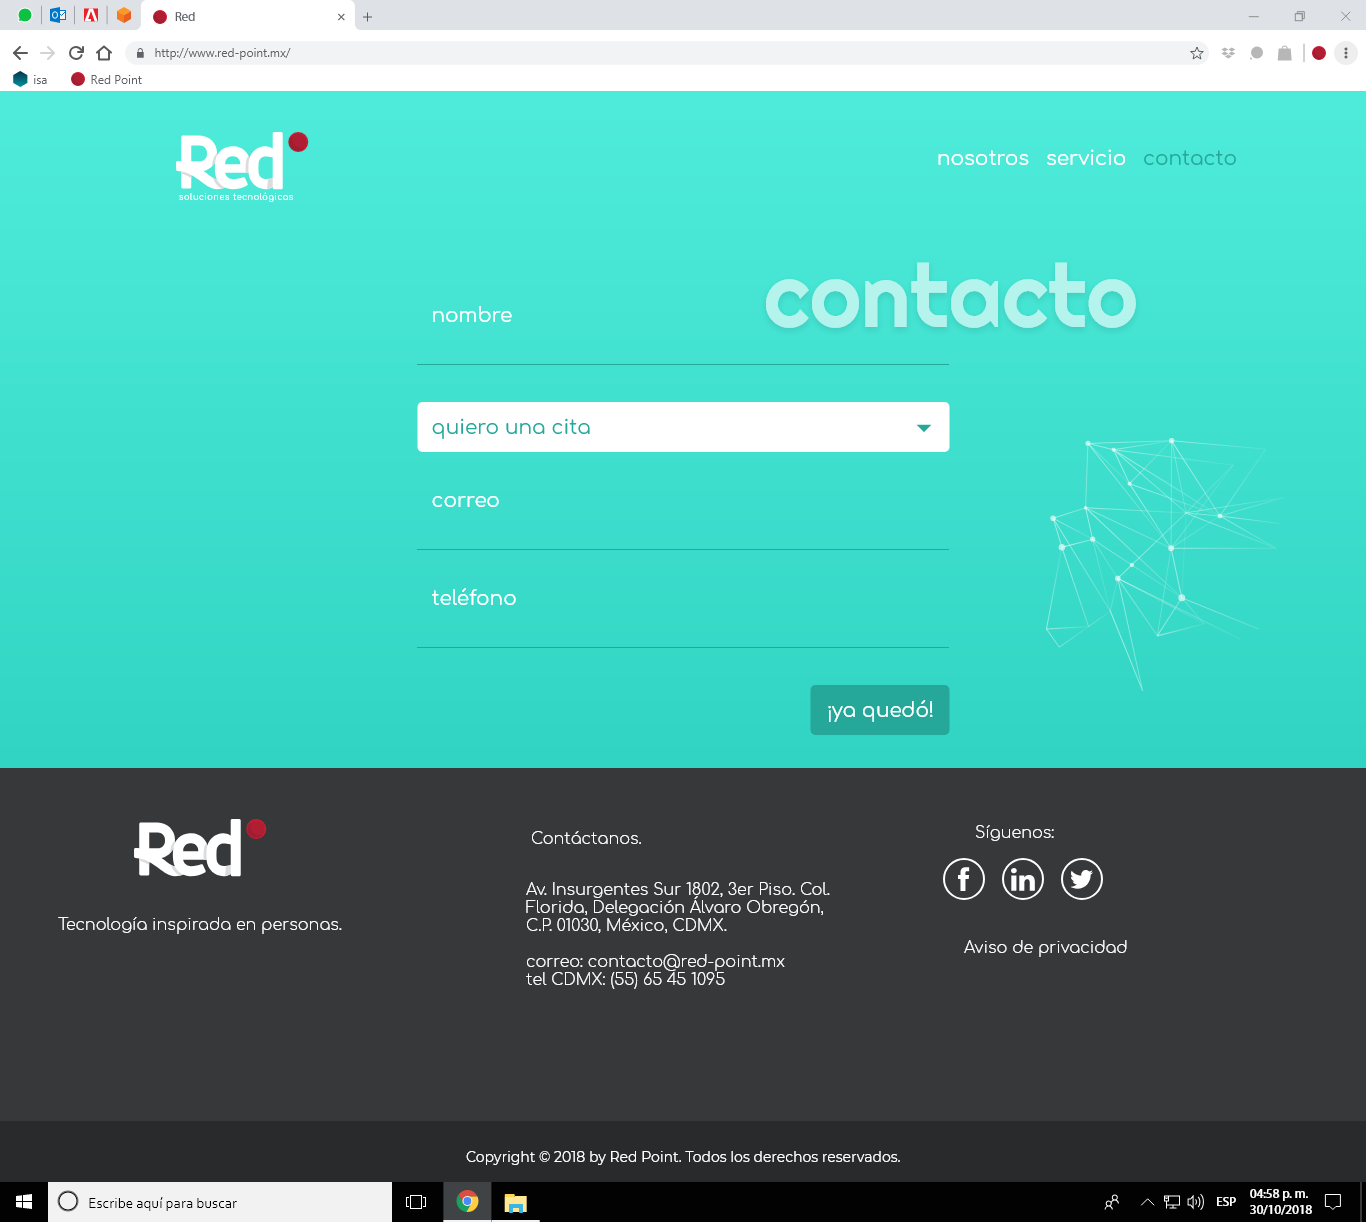 Red
http://www.red-point.mx/
isa
Red Point
Red
soluciones tecnológicas
nosotros servicio contacto
contacto
nombre
quiero una cita
correo
teléfono
¡ya quedó!
Red
Tecnología inspirada en personas.
Contáctanos.
Av. Insurgentes Sur 1802, 3er Piso. Col.
Florida, Delegación Álvaro Obregón,
C.P. 01030, México, CDMX.
correo: contacto@red-point.mx
tel CDMX: (55) 65 45 1095
Síguenos:
f in
Aviso de privacidad
Copyright © 2018 by Red Point. Todos los derechos reservados.
Escribe aquí para buscar
ESP
04:58 p. m.
30/10/2018